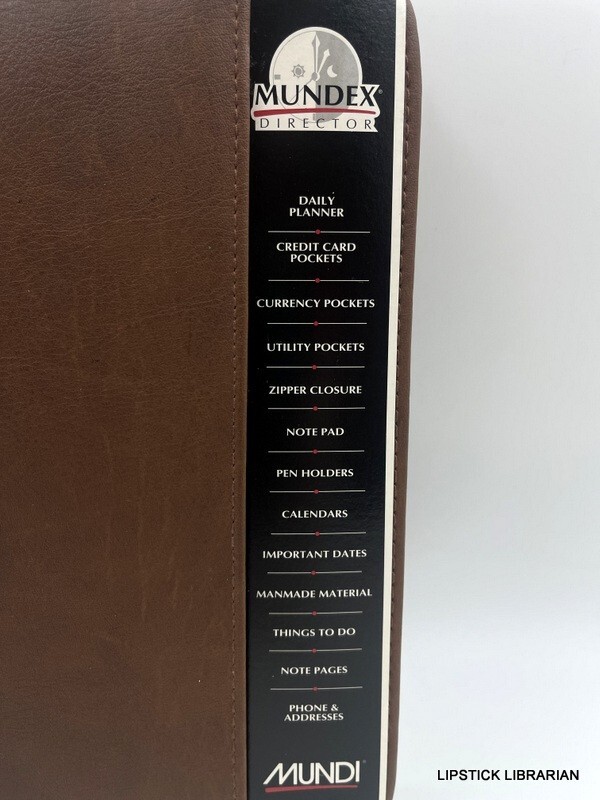 MUNDEX®
DIRECTOR
DAILY
PLANNER
CREDIT CARD
POCKETS
CURRENCY POCKETS
UTILITY POCKETS
ZIPPER CLOSURE
NOTE PAD
PEN HOLDERS
CALENDARS
IMPORTANT DATES
MANMADE MATERIAL
THINGS TO DO
NOTE PAGES
PHONE &
ADDRESSES
MUNDI
LIPSTICK LIBRARIAN